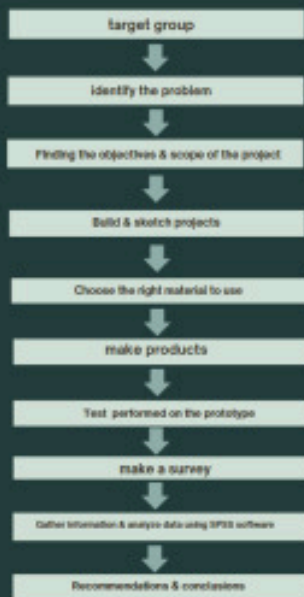 target group
identify the problem
Finding the objectives & scope of the project
Build & sketch projects
Choose the right material to use
make products
Test performed on the prototype
make a survey
Gather information & analyze data using SPSS software
Recommendations & conclusions